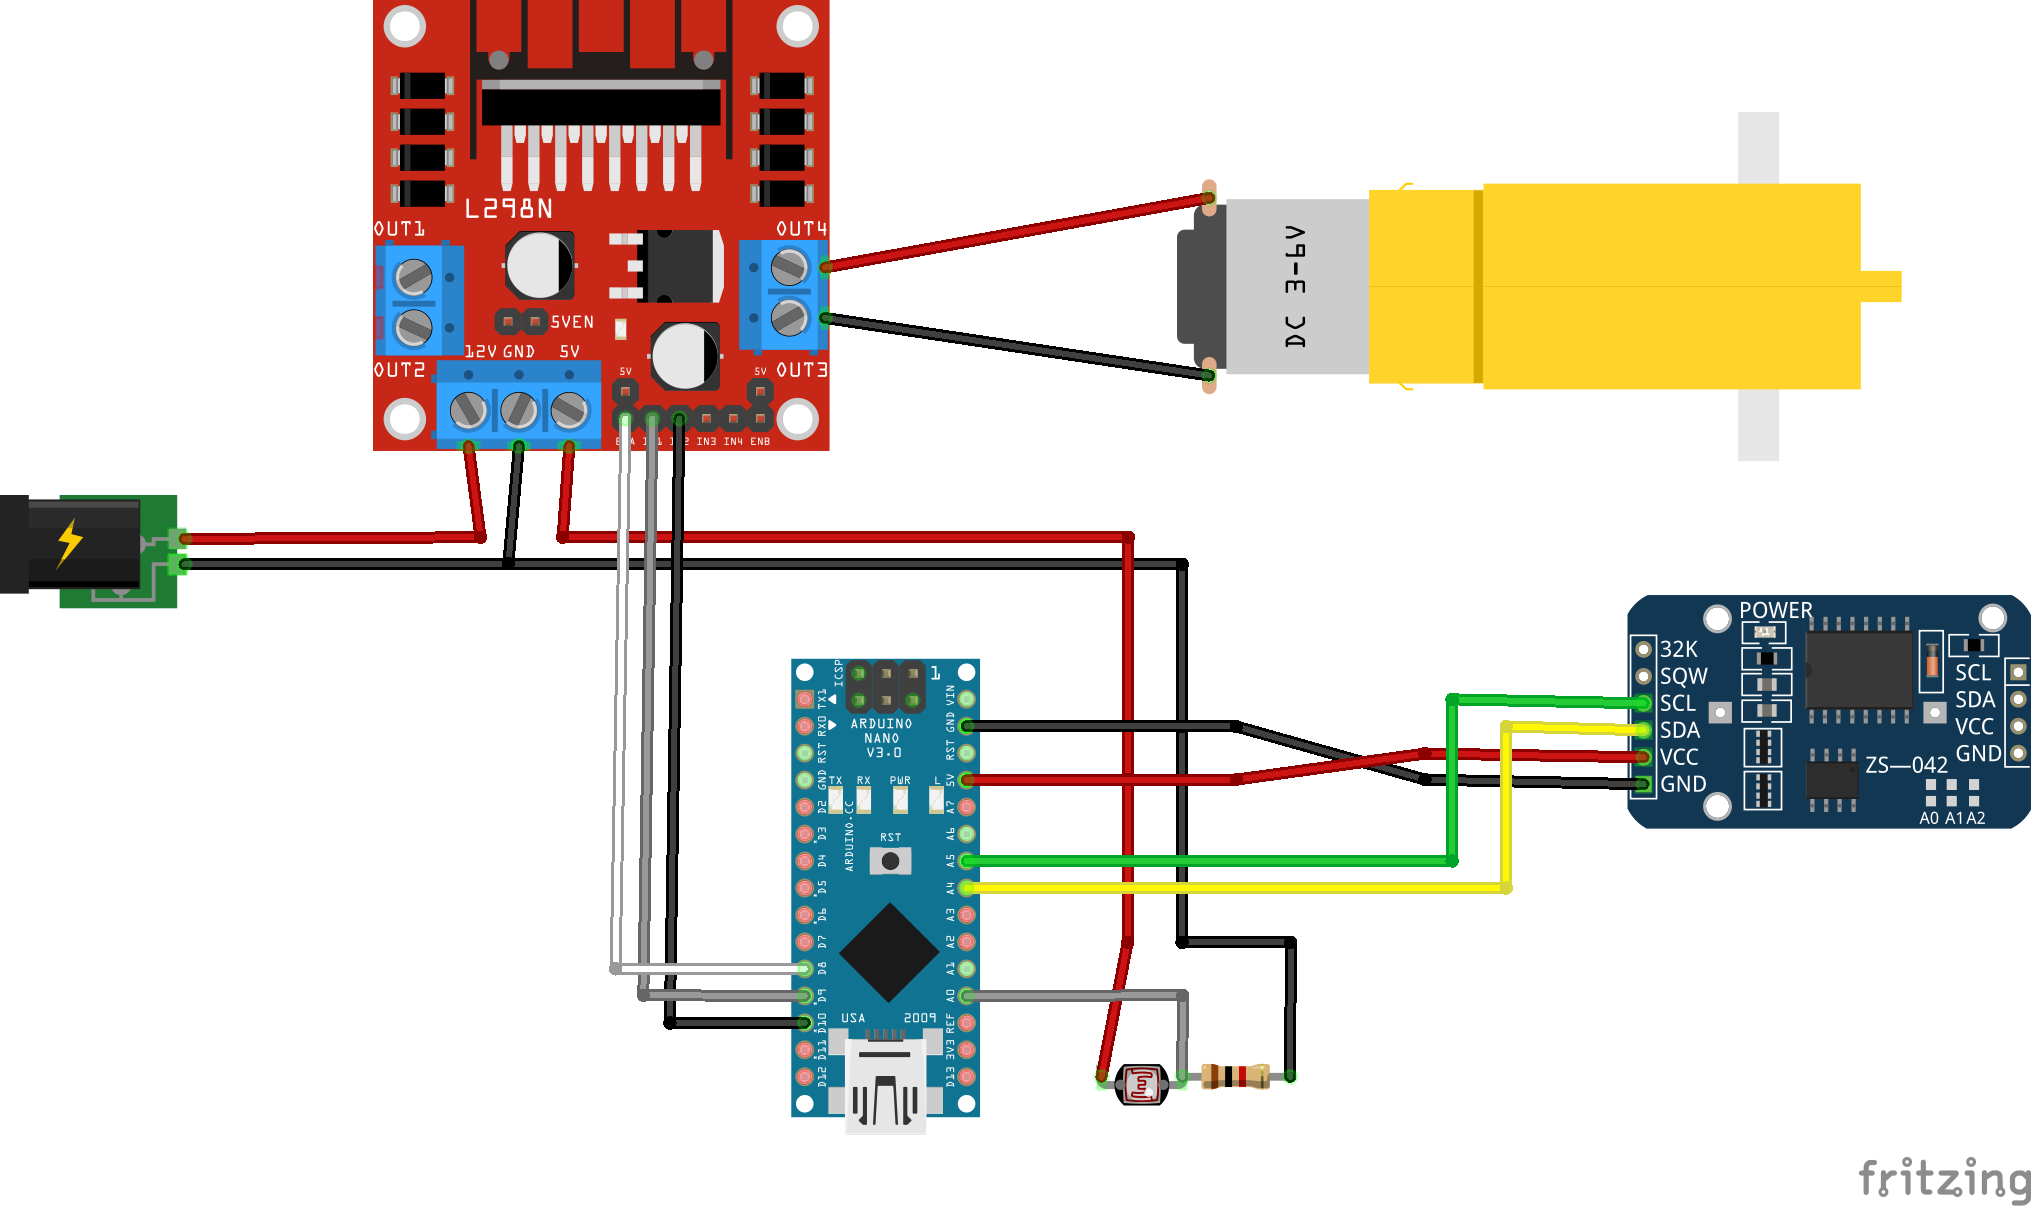 L298N
OUT1
OUT4
5VEN
12V GND 5V
OUT2
5V
5V
OUT3
IN3 IN4 ENB
DC 3-6V
ICSP
1
ARDUINO
NANO
V3.0
TX RX PWR L
RST
ARDUINO.CC
USA 2009
TX1
RX0
RST
GND
D2
D3
D4
D5
D6
D7
D8
D9
D10
D11
D12
VIN
GND
RST
5V
A7
A6
A5
A4
A3
A2
A1
A0
REF
3V3
D13
POWER
32K
SQW
SCL
SDA
VCC
GND
SCL
SDA
VCC
GND
ZS—042
A0 A1 A2
fritzing